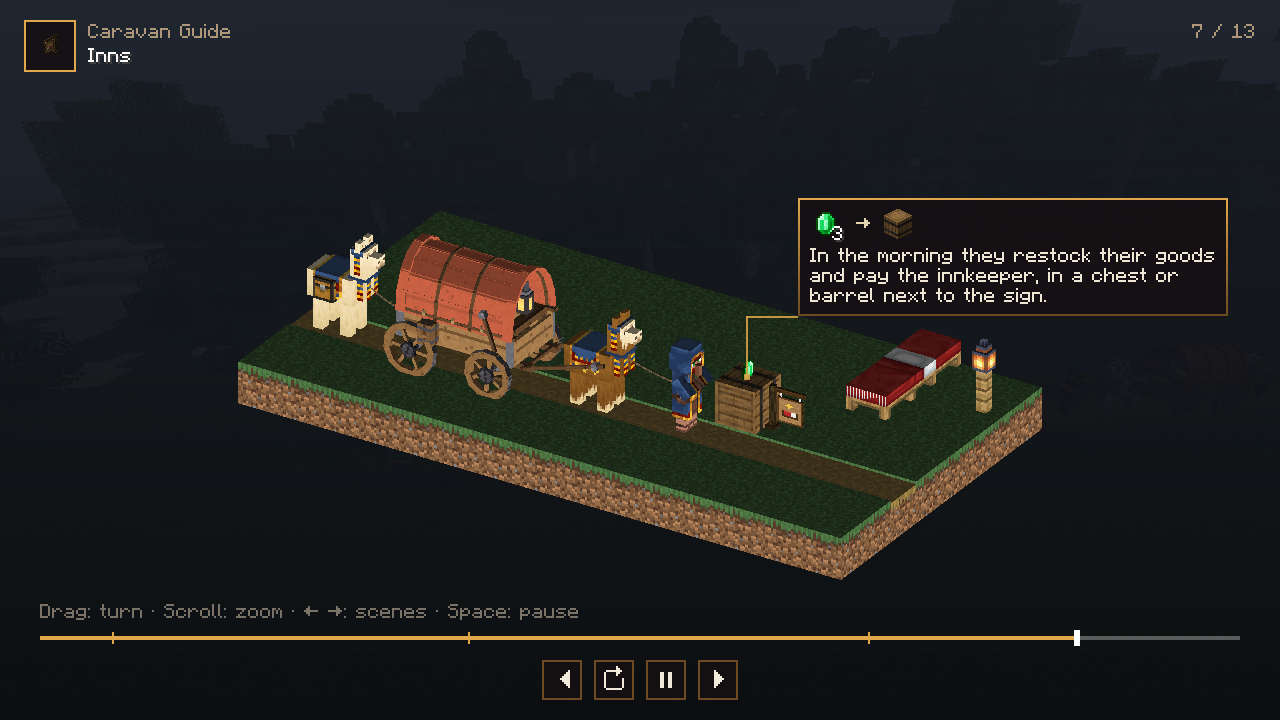 Caravan Guide
Inns
7 / 13
3
In the morning they restock their goods
and pay the innkeeper, in a chest or
barrel next to the sign.
Drag: turn · Scroll: zoom · ← →: scenes · Space: pause